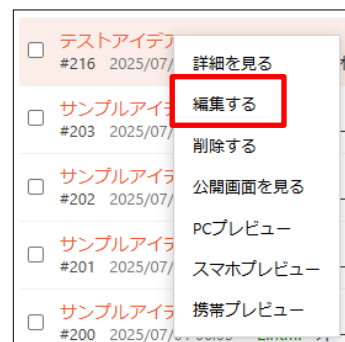 テストアイデア
#216 2025/07/
サンプルアイデ
#203 2025/07/
サンプルアイデ
#202 2025/07/
サンプルアイデ
#201 2025/07/
サンプルアイデ
#200 2025/07/
詳細を見る
編集する
削除する
公開画面を見る
PCプレビュー
スマホプレビュー
携帯プレビュー